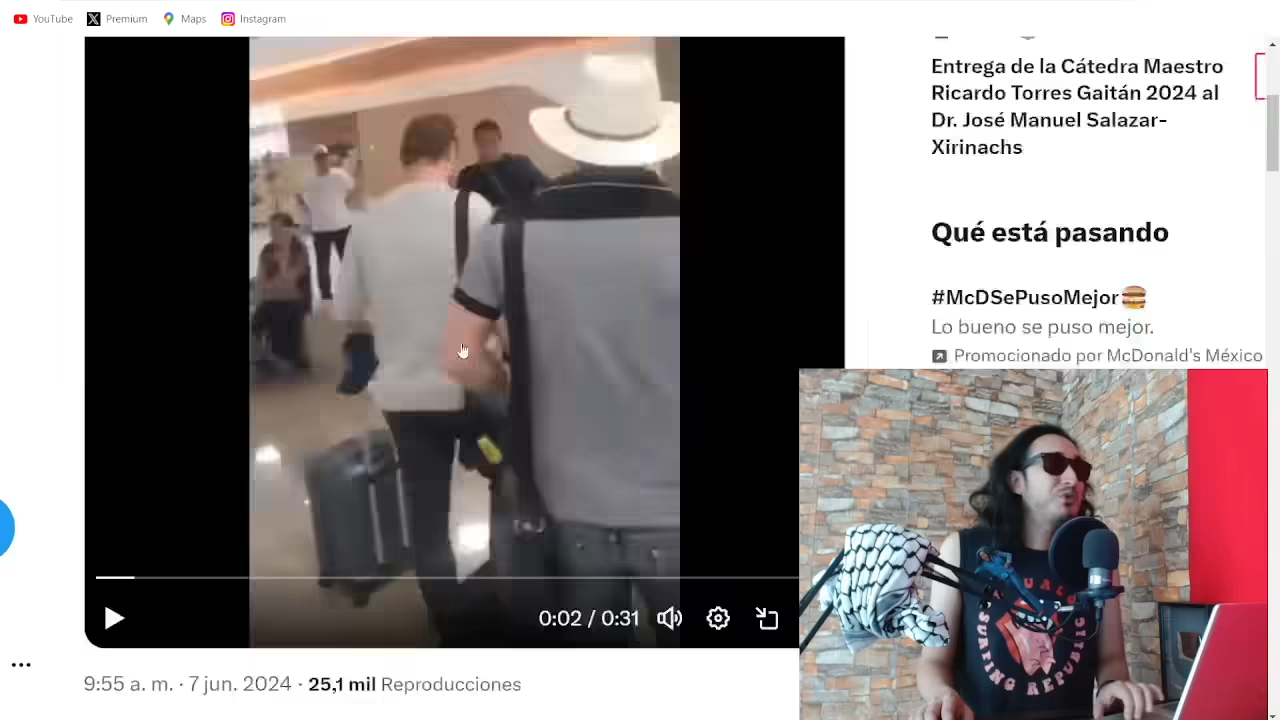 YouTube
Premium
Maps
Instagram
Entrega de la Cátedra Maestro
Ricardo Torres Gaitán 2024 al
Dr. José Manuel Salazar-
Xirinachs
Qué está pasando
#McDSePusoMejor🍔
Lo bueno se puso mejor.
Promocionado por McDonald's México
0:02 / 0:31
9:55 a. m. · 7 jun. 2024 · 25,1 mil Reproducciones
SURFING REPUBLIC